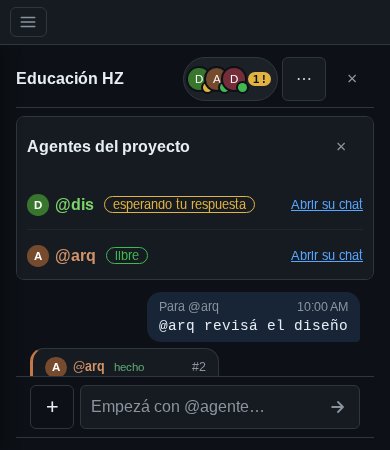 Educación HZ
D A D 1 !
Agentes del proyecto
D @dis esperando tu respuesta Abrir su chat
A @arq libre Abrir su chat
Para @arq 10:00 AM
@arq revisá el diseño
A @arq hecho #2
Empezá con @agente…